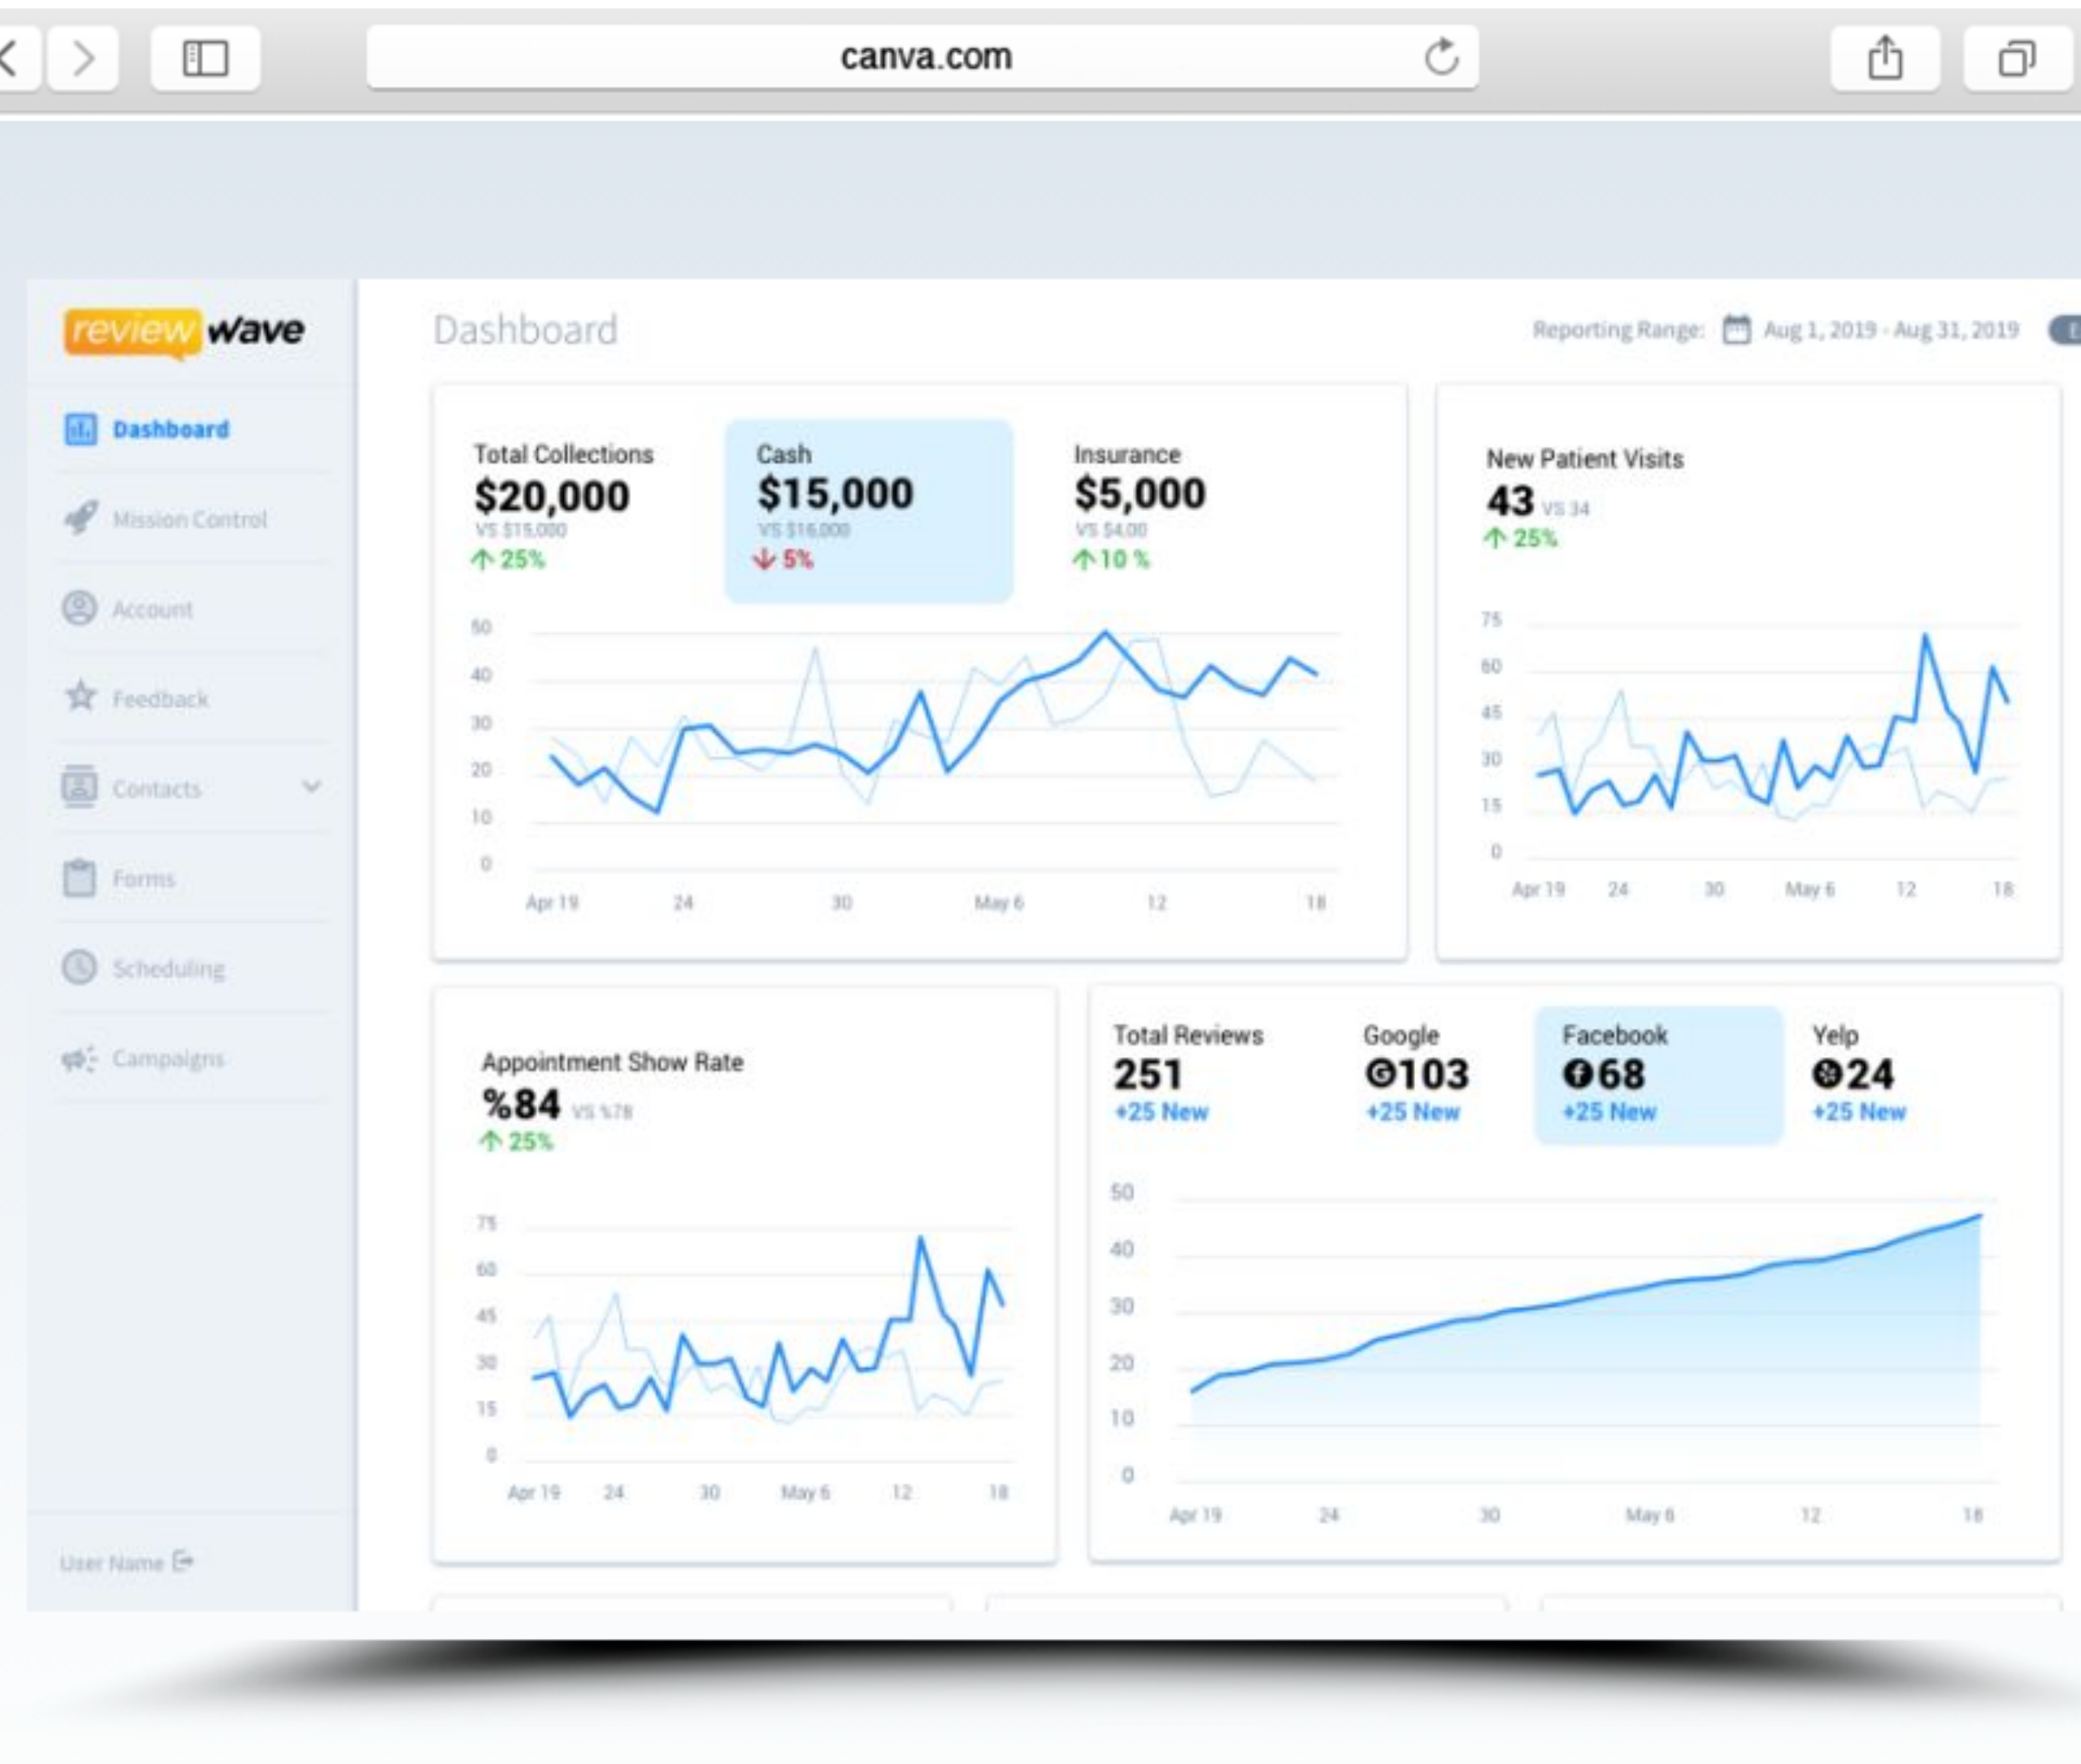 canva.com
review wave
Dashboard
Reporting Range: Aug 1, 2019 - Aug 31, 2019
Dashboard
Mission Control
Account
Feedback
Contacts
Forms
Scheduling
Campaigns
User Name
Total Collections
$20,000
VS $15,000
25%
Cash
$15,000
VS $16,000
5%
Insurance
$5,000
VS $4,00
10 %
50
40
30
20
10
0
Apr 19 24 30 May 6 12 18
New Patient Visits
43 VS 34
25%
75
60
45
30
15
0
Apr 19 24 30 May 6 12 18
Appointment Show Rate
%84 VS %78
25%
75
60
45
30
15
0
Apr 19 24 30 May 6 12 18
Total Reviews
251
+25 New
Google
103
+25 New
Facebook
68
+25 New
Yelp
24
+25 New
50
40
30
20
10
0
Apr 19 24 30 May 6 12 18